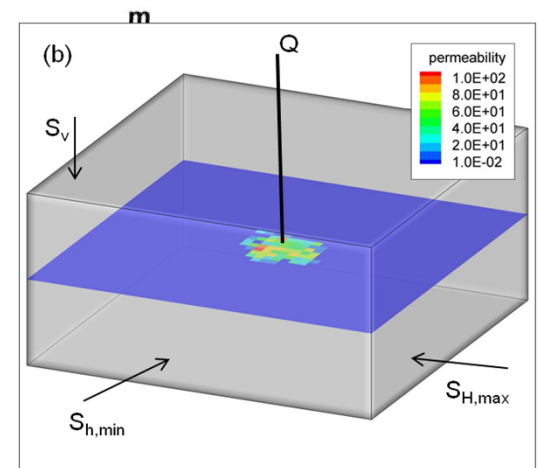 m
(b)
Q
permeability
1.0E+02
8.0E+01
6.0E+01
4.0E+01
2.0E+01
1.0E-02
Sv
SH,max
Sh,min